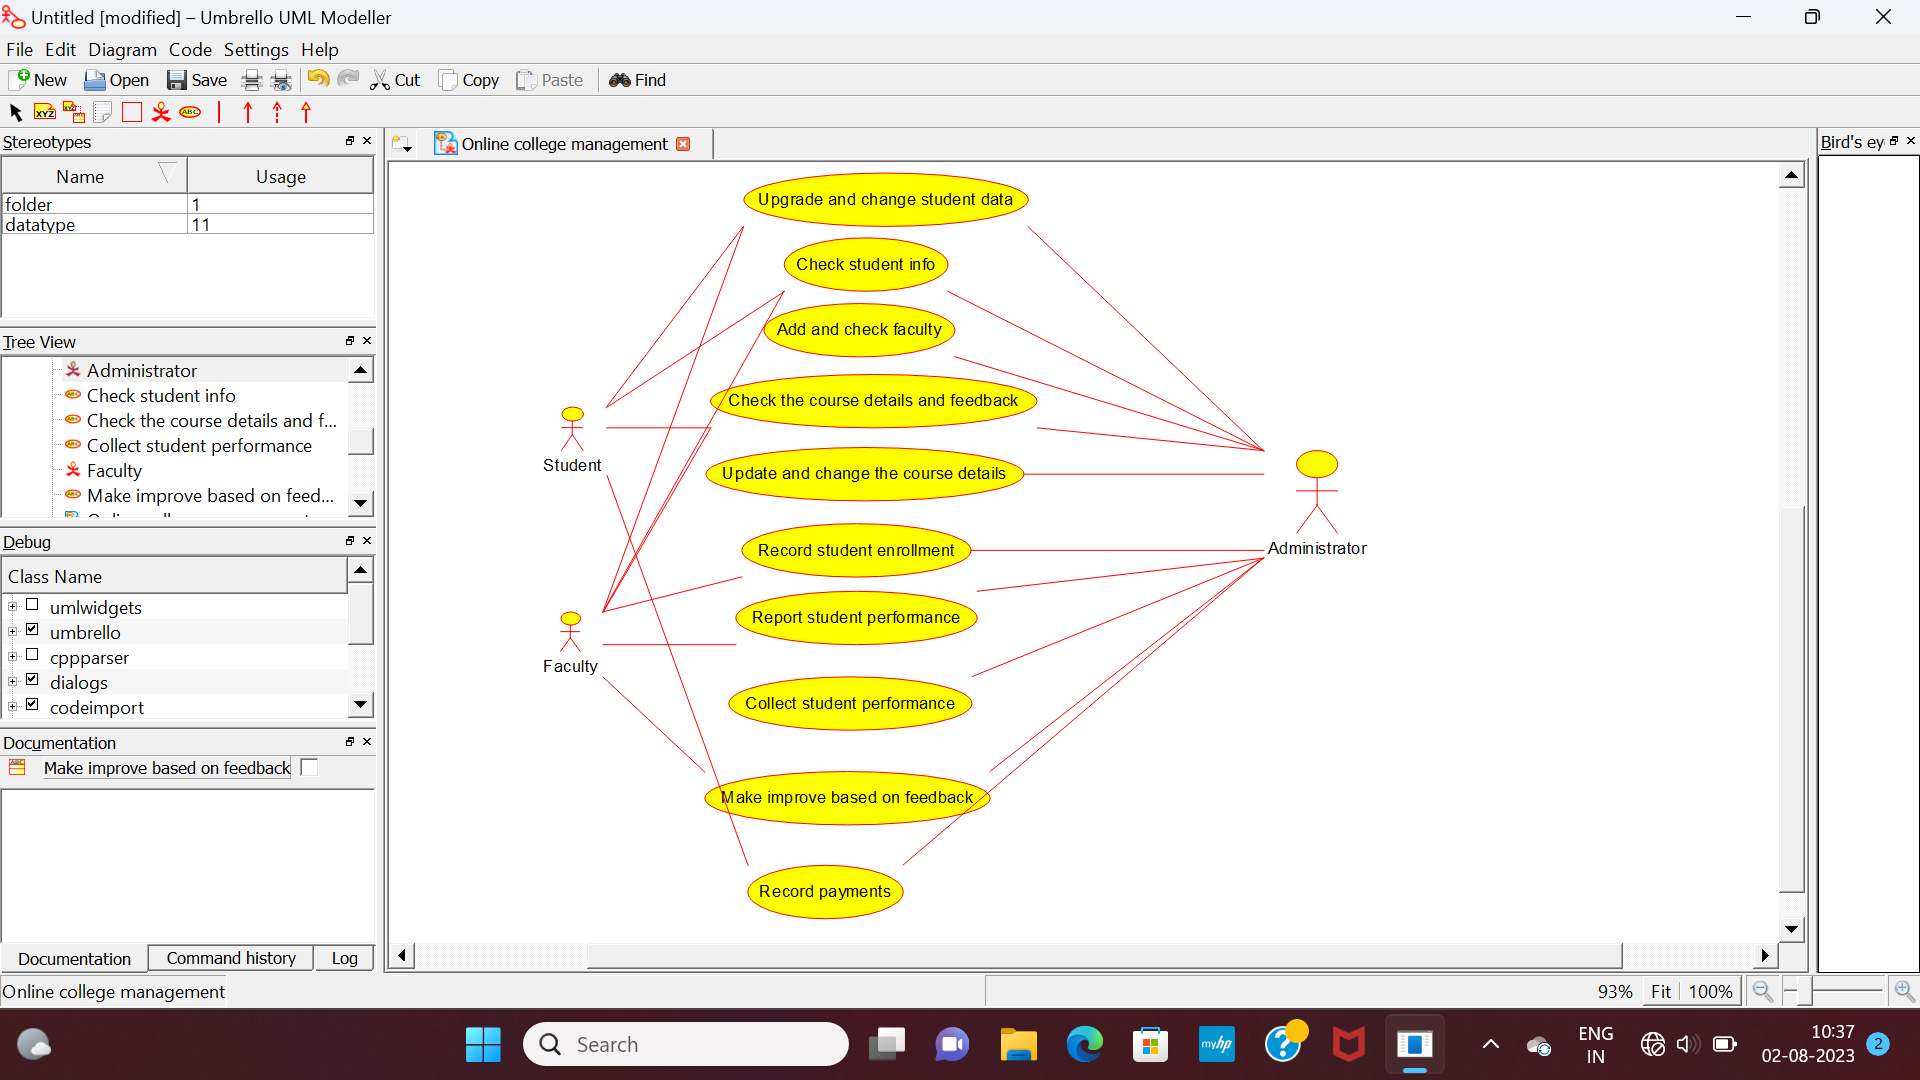 Untitled [modified] – Umbrello UML Modeller
File Edit Diagram Code Settings Help
New Open Save Cut Copy Paste Find
XYZ XYZ ABC
Stereotypes
Name Usage
folder 1
datatype 11
Tree View
Administrator
Check student info
Check the course details and f...
Collect student performance
Faculty
Make improve based on feed...
Debug
Class Name
umlwidgets
umbrello
cppparser
dialogs
codeimport
Documentation
Make improve based on feedback
Documentation Command history Log
Online college management
Upgrade and change student data
Check student info
Add and check faculty
Check the course details and feedback
Student
Update and change the course details
Record student enrollment
Administrator
Report student performance
Faculty
Collect student performance
Make improve based on feedback
Record payments
Bird's ey
Online college management
93% Fit 100%
Search
myhp
ENG
IN
10:37
02-08-2023
2